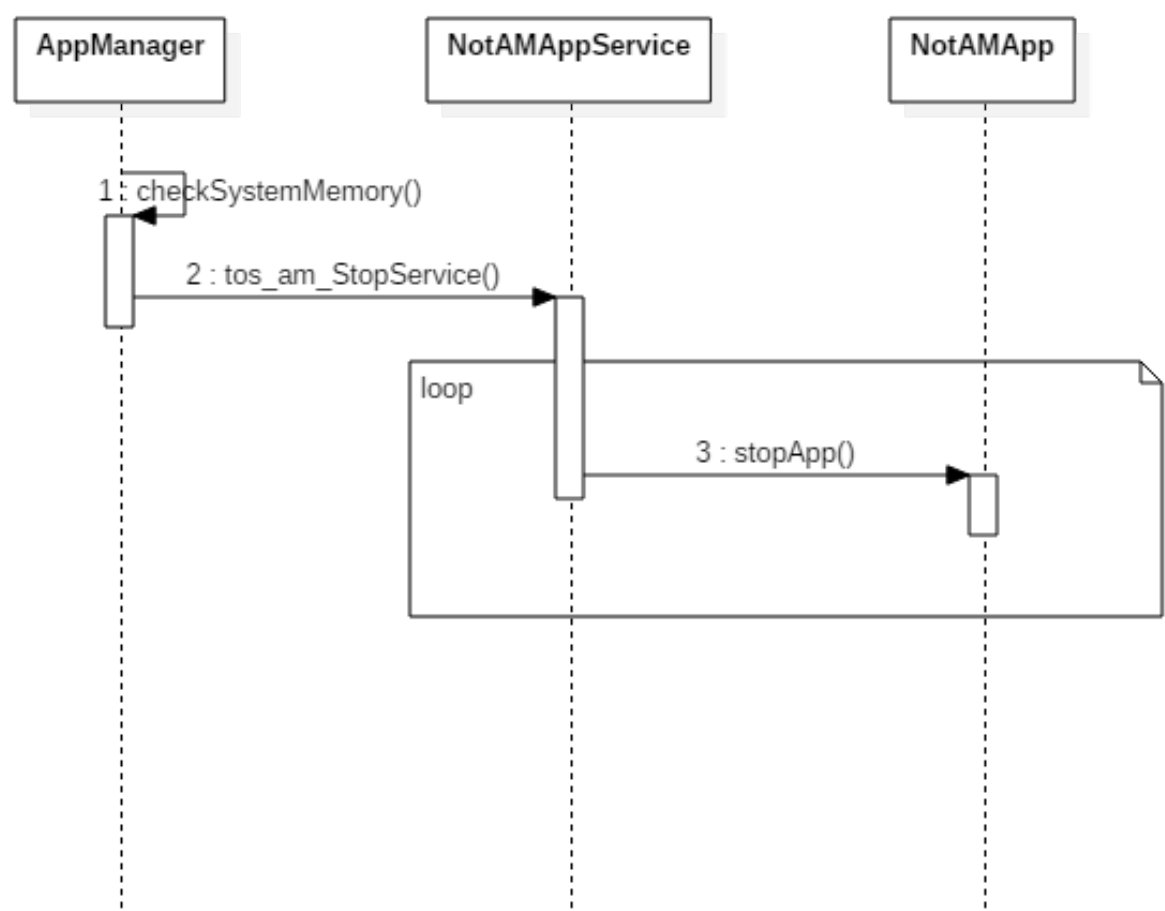 AppManager
NotAMAppService
NotAMApp
1 : checkSystemMemory()
2 : tos_am_StopService()
loop
3 : stopApp()